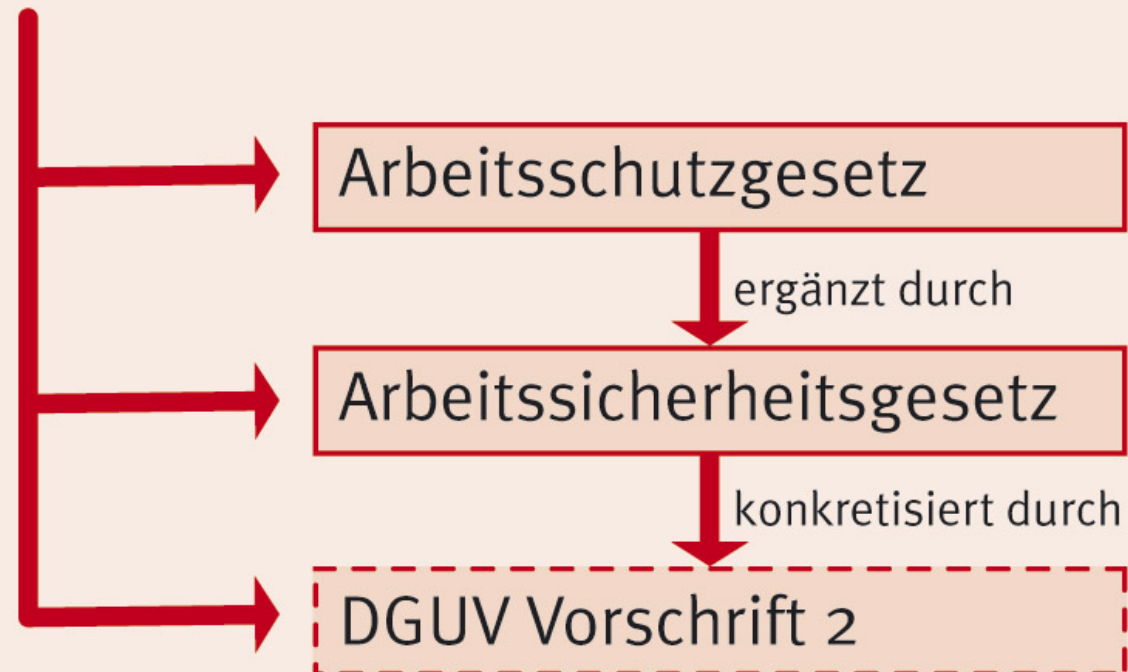 Arbeitsschutzgesetz
ergänzt durch
Arbeitssicherheitsgesetz
konkretisiert durch
DGUV Vorschrift 2